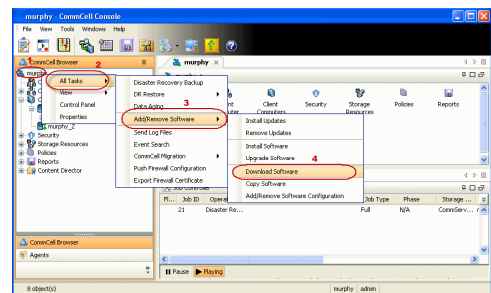 murphy - CommCell Console
File View Tools Windows Help
CommCell Browser
murphy
1
2
murphy
All Tasks
View
Control Panel
Properties
Disaster Recovery Backup
DR Restore
Data Aging
3
Add/Remove Software
Send Log Files
Event Search
CommCell Migration
Push Firewall Configuration
Export Firewall Certificate
Install Updates
Remove Updates
Install Software
Upgrade Software
4
Download Software
Copy Software
Add/Remove Software Configuration
Client Computers
Security
Storage Resources
Policies
Reports
murphy_2
Security
Storage Resources
Policies
Reports
Content Director
Job Controller
Job ID Job Type Phase Storage ...
21 Disaster Re... Full N/A CommServ...
CommCell Browser
Agents
Pause Playing
8 object(s)
murphy admin